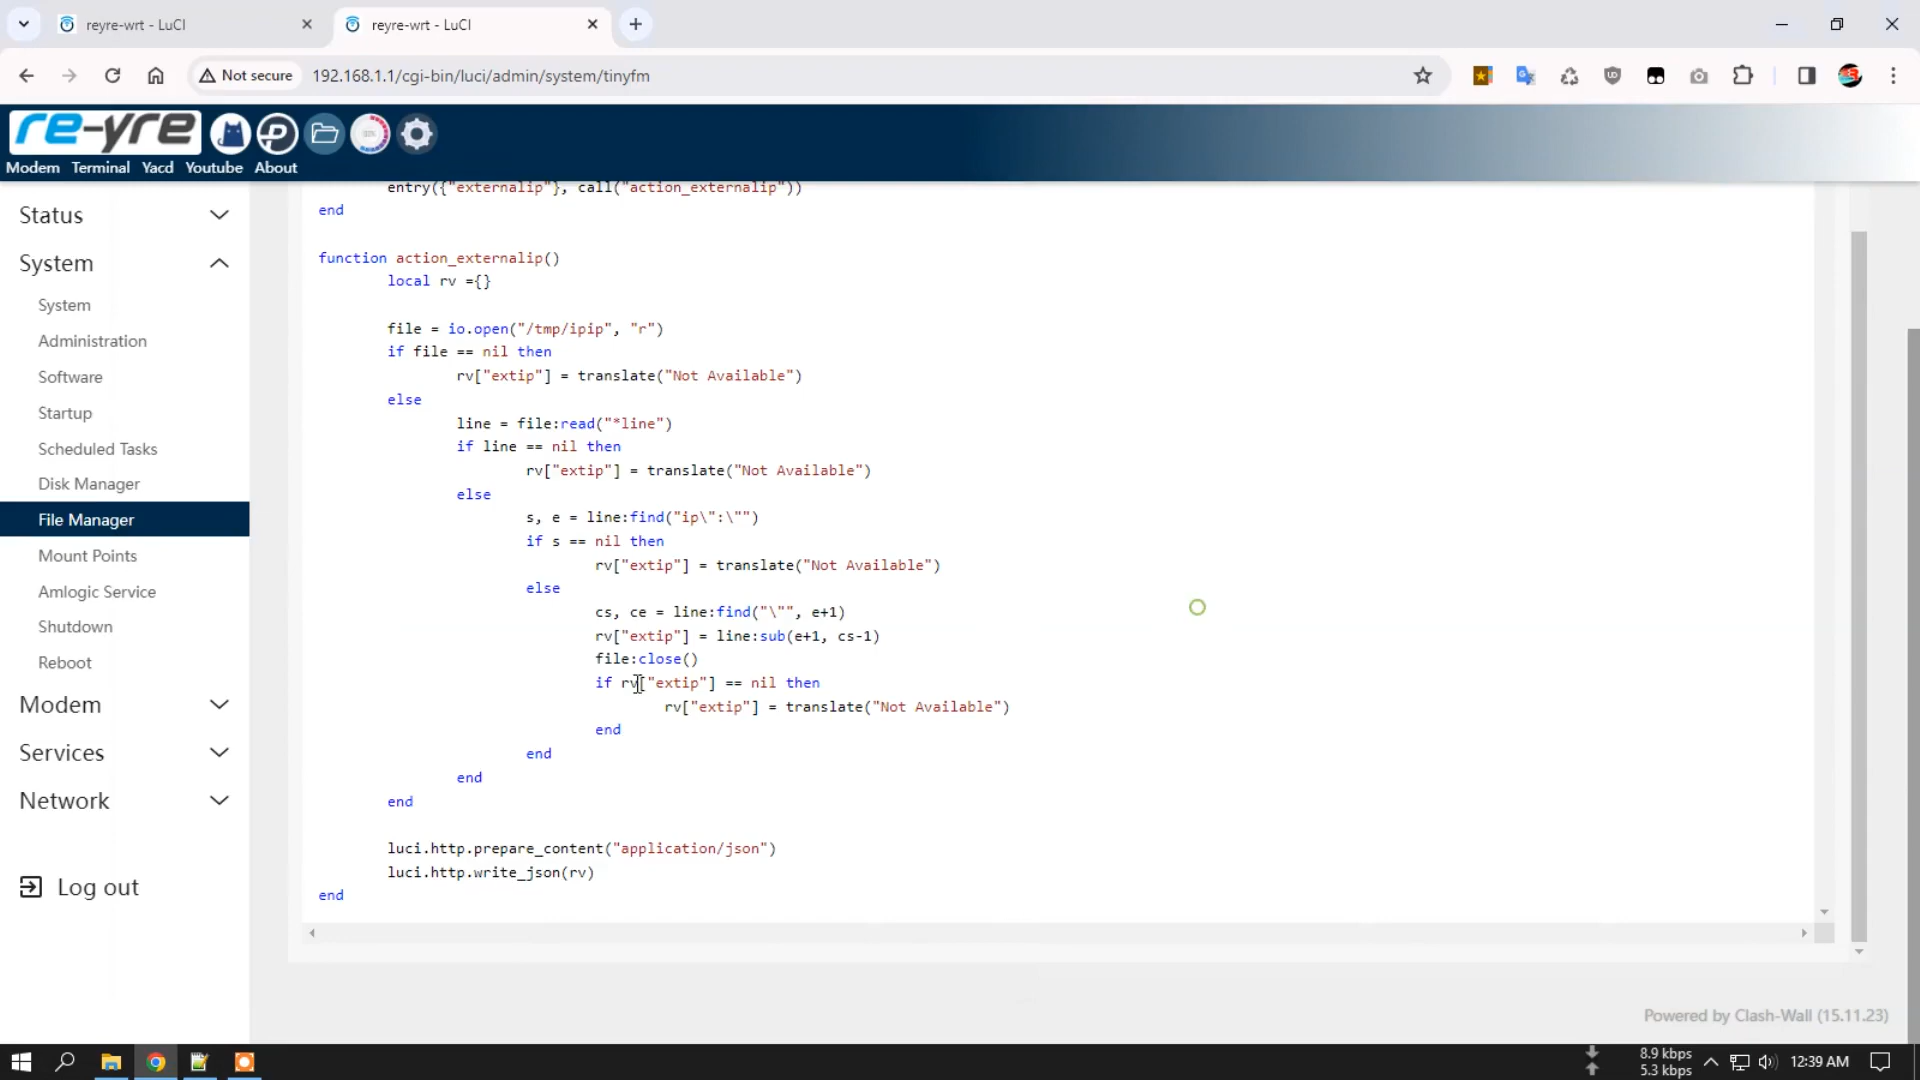 reyre-wrt - LuCI
reyre-wrt - LuCI
Not secure
192.168.1.1/cgi-bin/luci/admin/system/tinyfm
re-yre
Modem Terminal Yacd Youtube About
Status
System
System
Administration
Software
Startup
Scheduled Tasks
Disk Manager
File Manager
Mount Points
Amlogic Service
Shutdown
Reboot
Modem
Services
Network
Log out
entry({"externalip"}, call("action_externalip"))
end
function action_externalip()
local rv ={}
file = io.open("/tmp/ipip", "r")
if file == nil then
rv["extip"] = translate("Not Available")
else
line = file:read("*line")
if line == nil then
rv["extip"] = translate("Not Available")
else
s, e = line:find("ip\":\"")
if s == nil then
rv["extip"] = translate("Not Available")
else
cs, ce = line:find("\"", e+1)
rv["extip"] = line:sub(e+1, cs-1)
file:close()
if rv["extip"] == nil then
rv["extip"] = translate("Not Available")
end
end
end
end
luci.http.prepare_content("application/json")
luci.http.write_json(rv)
end
Powered by Clash-Wall (15.11.23)
8.9 kbps
5.3 kbps
12:39 AM